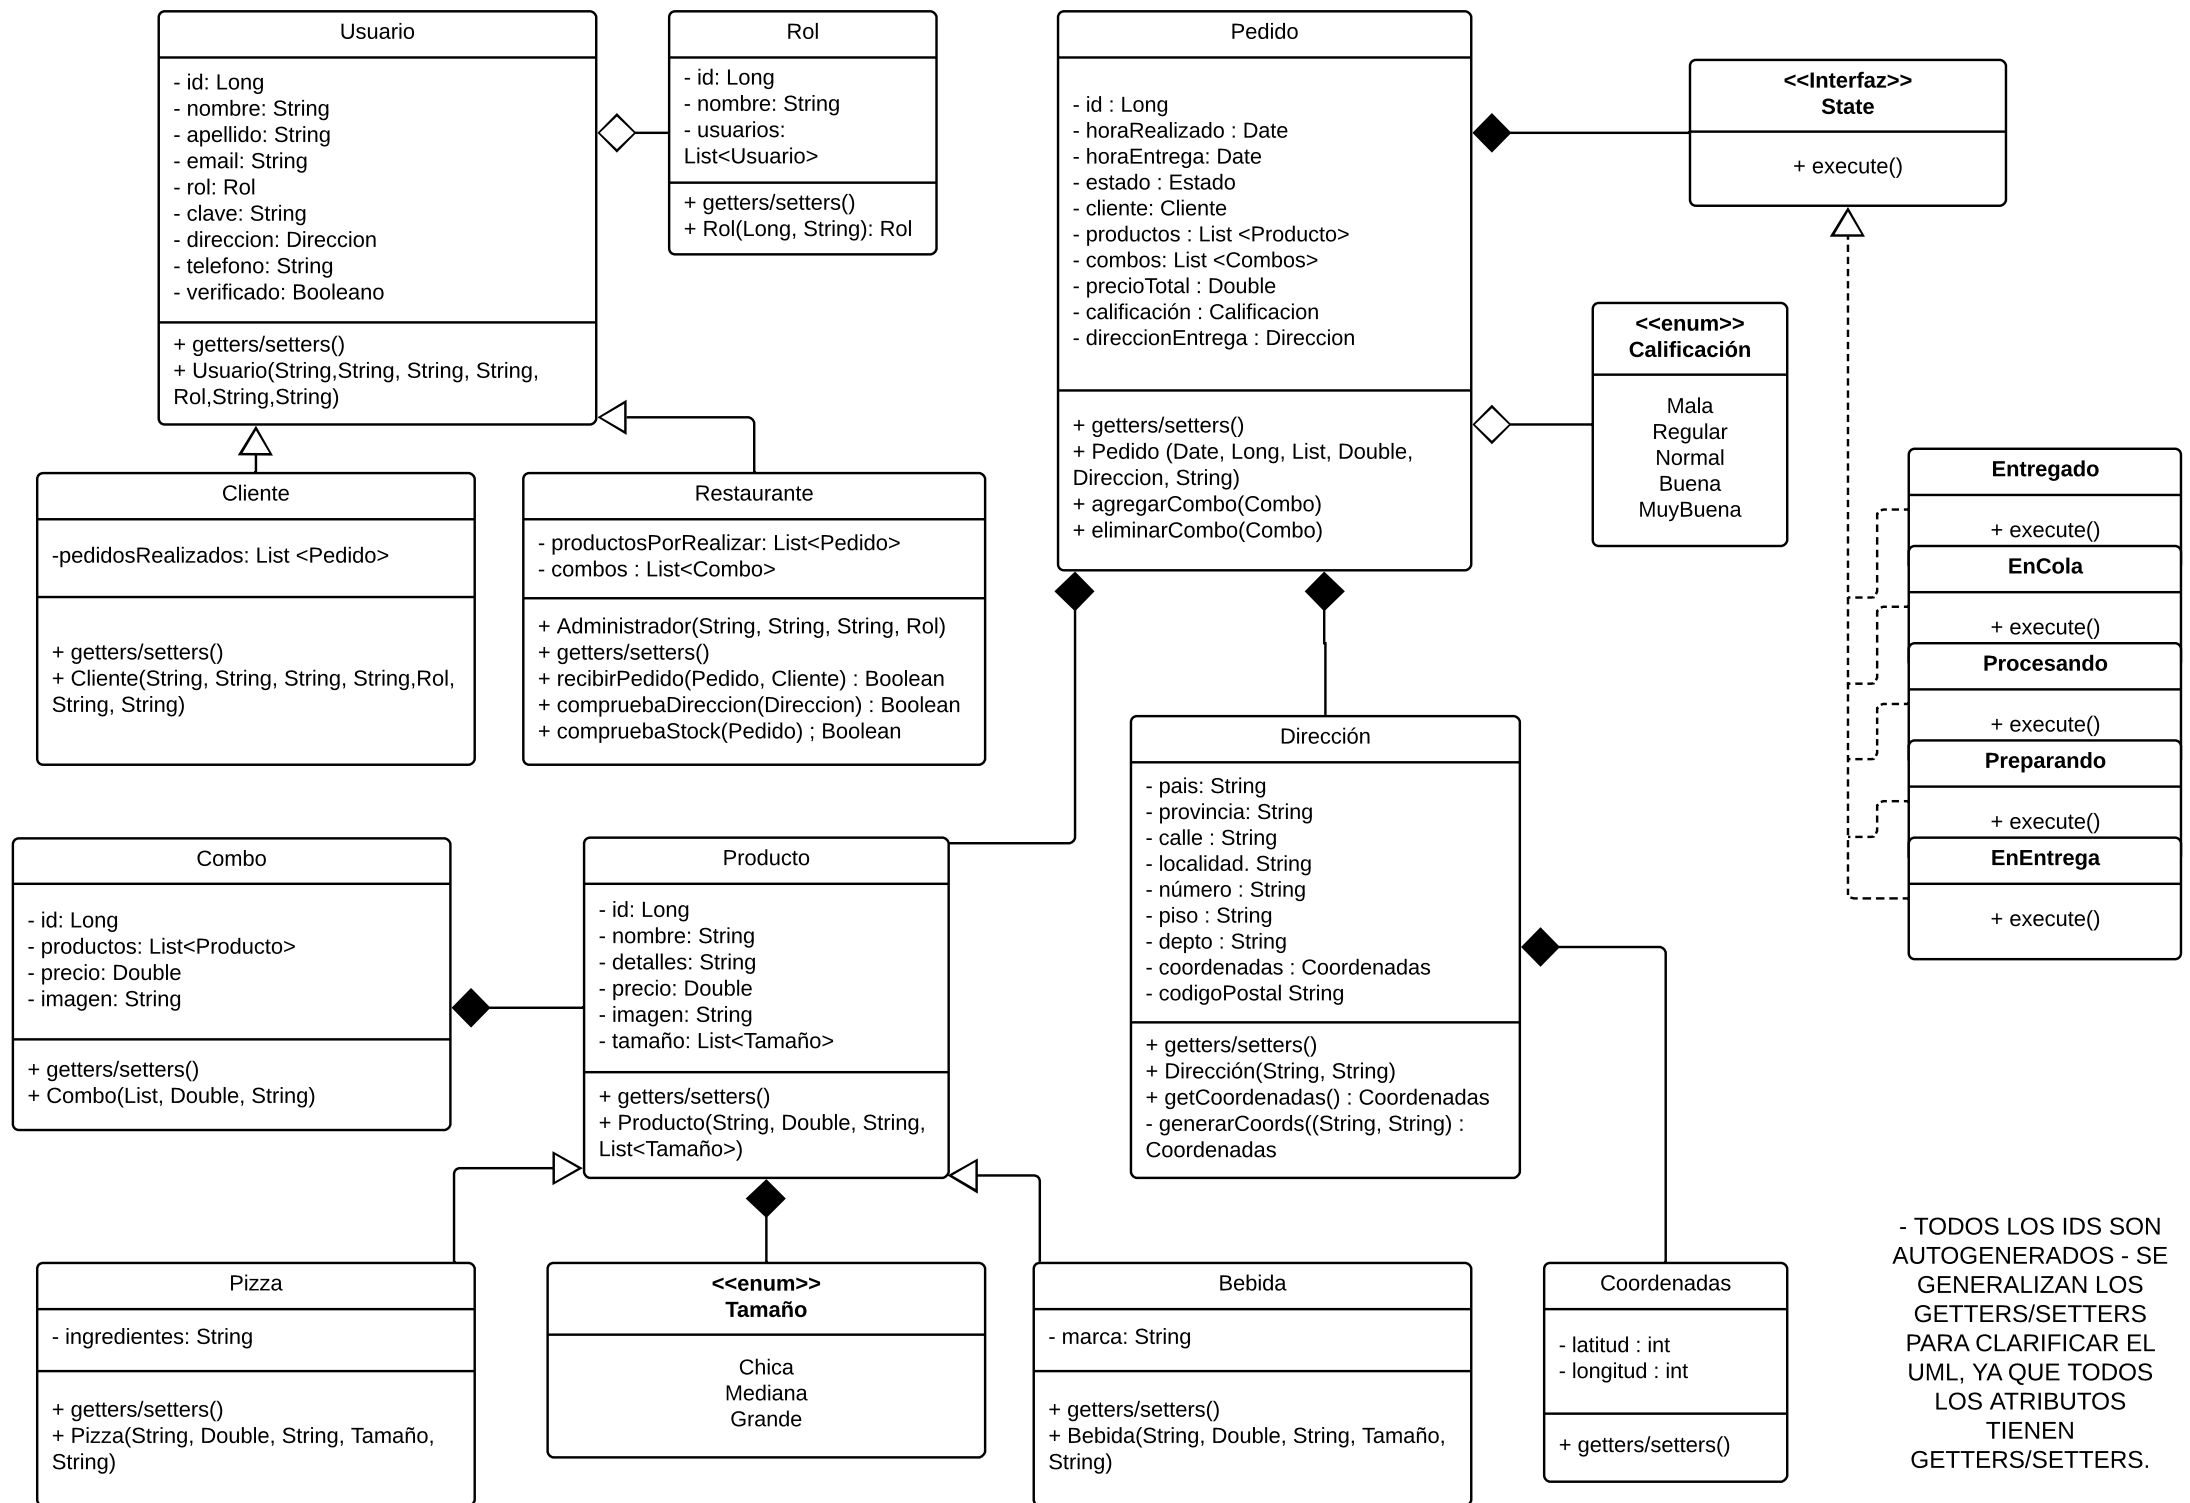 Usuario
- id: Long
- nombre: String
- apellido: String
- email: String
- rol: Rol
- clave: String
- direccion: Direccion
- telefono: String
- verificado: Booleano
+ getters/setters()
+ Usuario(String,String, String, String,
Rol,String,String)
Rol
- id: Long
- nombre: String
- usuarios:
List<Usuario>
+ getters/setters()
+ Rol(Long, String): Rol
Pedido
- id : Long
- horaRealizado : Date
- horaEntrega: Date
- estado : Estado
- cliente: Cliente
- productos : List <Producto>
- combos: List <Combos>
- precioTotal : Double
- calificación : Calificacion
- direccionEntrega : Direccion
+ getters/setters()
+ Pedido (Date, Long, List, Double,
Direccion, String)
+ agregarCombo(Combo)
+ eliminarCombo(Combo)
<<Interfaz>>
State
+ execute()
<<enum>>
Calificación
Mala
Regular
Normal
Buena
MuyBuena
Entregado
+ execute()
EnCola
+ execute()
Procesando
+ execute()
Preparando
+ execute()
EnEntrega
+ execute()
Cliente
-pedidosRealizados: List <Pedido>
+ getters/setters()
+ Cliente(String, String, String, String,Rol,
String, String)
Restaurante
- productosPorRealizar: List<Pedido>
- combos : List<Combo>
+ Administrador(String, String, String, Rol)
+ getters/setters()
+ recibirPedido(Pedido, Cliente) : Boolean
+ compruebaDireccion(Direccion) : Boolean
+ compruebaStock(Pedido) ; Boolean
Combo
- id: Long
- productos: List<Producto>
- precio: Double
- imagen: String
+ getters/setters()
+ Combo(List, Double, String)
Producto
- id: Long
- nombre: String
- detalles: String
- precio: Double
- imagen: String
- tamaño: List<Tamaño>
+ getters/setters()
+ Producto(String, Double, String,
List<Tamaño>)
Dirección
- pais: String
- provincia: String
- calle : String
- localidad. String
- número : String
- piso : String
- depto : String
- coordenadas : Coordenadas
- codigoPostal String
+ getters/setters()
+ Dirección(String, String)
+ getCoordenadas() : Coordenadas
- generarCoords((String, String) :
Coordenadas
Pizza
- ingredientes: String
+ getters/setters()
+ Pizza(String, Double, String, Tamaño,
String)
<<enum>>
Tamaño
Chica
Mediana
Grande
Bebida
- marca: String
+ getters/setters()
+ Bebida(String, Double, String, Tamaño,
String)
Coordenadas
- latitud : int
- longitud : int
+ getters/setters()
- TODOS LOS IDS SON
AUTOGENERADOS - SE
GENERALIZAN LOS
GETTERS/SETTERS
PARA CLARIFICAR EL
UML, YA QUE TODOS
LOS ATRIBUTOS
TIENEN
GETTERS/SETTERS.